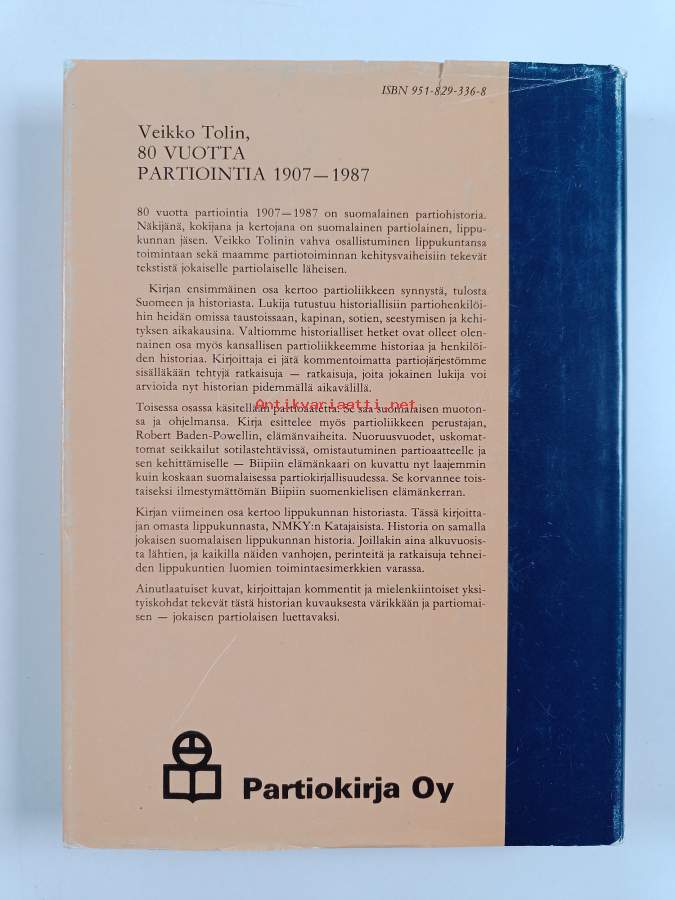 ISBN 951-829-336-8
Veikko Tolin,
80 VUOTTA
PARTIOINTIA 1907—1987
80 vuotta partiointia 1907—1987 on suomalainen partiohistoria.
Näkijänä, kokijana ja kertojana on suomalainen partiolainen, lippu-
kunnan jäsen. Veikko Tolinin vahva osallistuminen lippukuntansa
toimintaan sekä maamme partiotoiminnan kehitysvaiheisiin tekevät
tekstistä jokaiselle partiolaiselle läheisen.
Kirjan ensimmäinen osa kertoo partioliikkeen synnystä, tulosta
Suomeen ja historiasta. Lukija tutustuu historiallisiin partiohenkilöi-
hin heidän omissa taustoissaan, kapinan, sotien, seestymisen ja kehi-
tyksen aikakausina. Valtiomme historialliset hetket ovat olleet olen-
nainen osa myös kansallisen partioliikkeemme historiaa ja henkilöi-
den historiaa. Kirjoittaja ei jätä kommentoimatta partiojärjestömme
sisälläkään tehtyjä ratkaisuja — ratkaisuja, joita jokainen lukija voi
arvioida nyt historian pidemmällä aikavälillä.
Antikvariaatti.net
Toisessa osassa käsitellään partioaatetta. Se saa suomalaisen muoton-
sa ja ohjelmansa. Kirja esittelee myös partioliikkeen perustajan,
Robert Baden-Powellin, elämänvaiheita. Nuoruusvuodet, uskomat-
tomat seikkailut sotilastehtävissä, omistautuminen partioaatteelle ja
sen kehittämiselle — Biipiin elämänkaari on kuvattu nyt laajemmin
kuin koskaan suomalaisessa partiokirjallisuudessa. Se korvannee tois-
taiseksi ilmestymättömän Biipiin suomenkielisen elämänkerran.
Kirjan viimeinen osa kertoo lippukunnan historiasta. Tässä kirjoitta-
jan omasta lippukunnasta, NMKY:n Katajaisista. Historia on samalla
jokaisen suomalaisen lippukunnan historia. Joillakin aina alkuvuosis-
ta lähtien, ja kaikilla näiden vanhojen, perinteitä ja ratkaisuja tehnei-
den lippukuntien luomien toimintaesimerkkien varassa.
Ainutlaatuiset kuvat, kirjoittajan kommentit ja mielenkiintoiset yksi-
tyiskohdat tekevät tästä historian kuvauksesta värikkään ja partiomai-
sen — jokaisen partiolaisen luettavaksi.
Partiokirja Oy